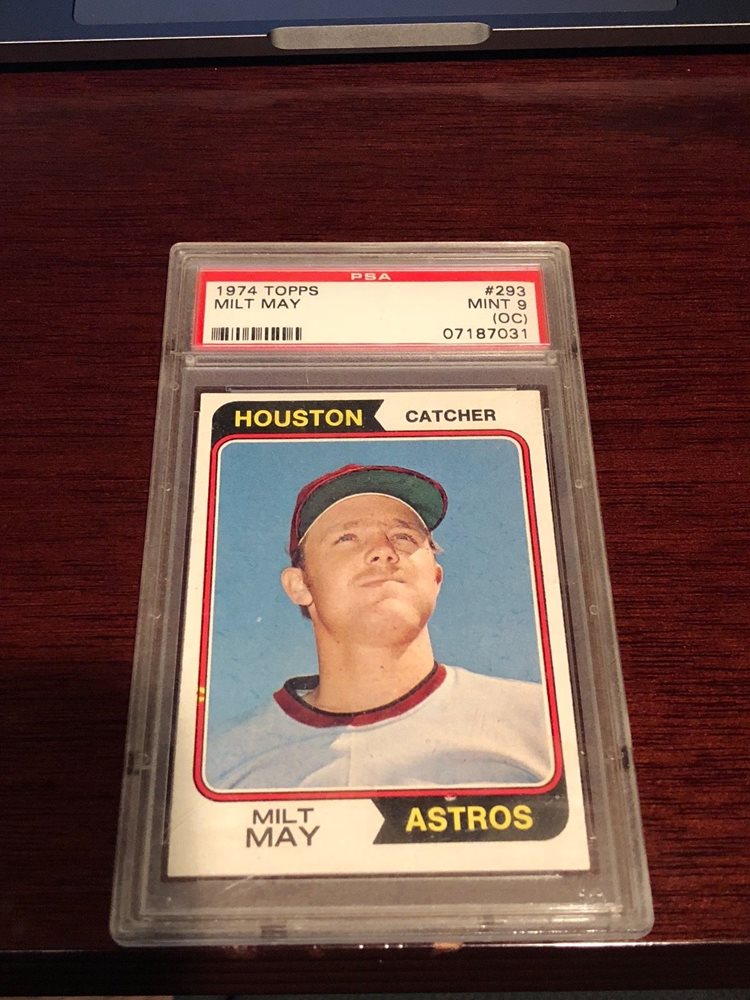 PSA
1974 TOPPS #293
MILT MAY MINT 9
(OC)
07187031
HOUSTON CATCHER
MILT
MAY
ASTROS